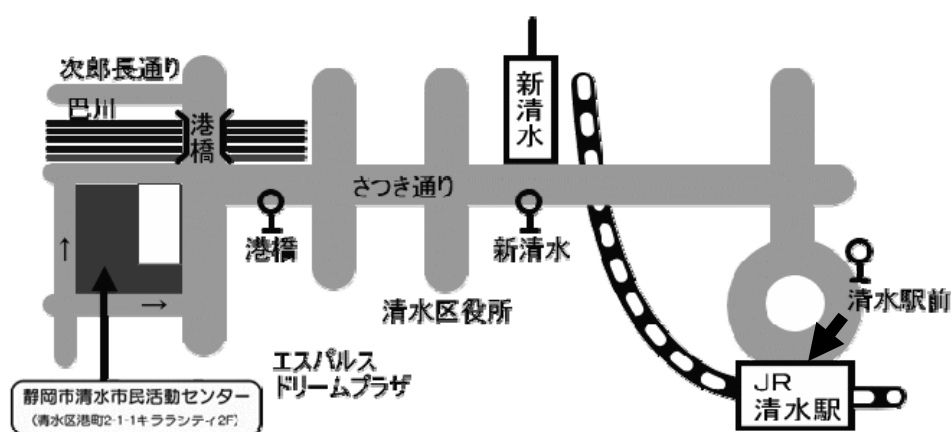 次郎長通り
巴川
港橋
新清水
さつき通り
港橋
新清水
清水駅前
清水区役所
エスパルス
ドリームプラザ
JR
清水駅
静岡市清水市民活動センター
(清水区港町2-1-1キララシティ2F)